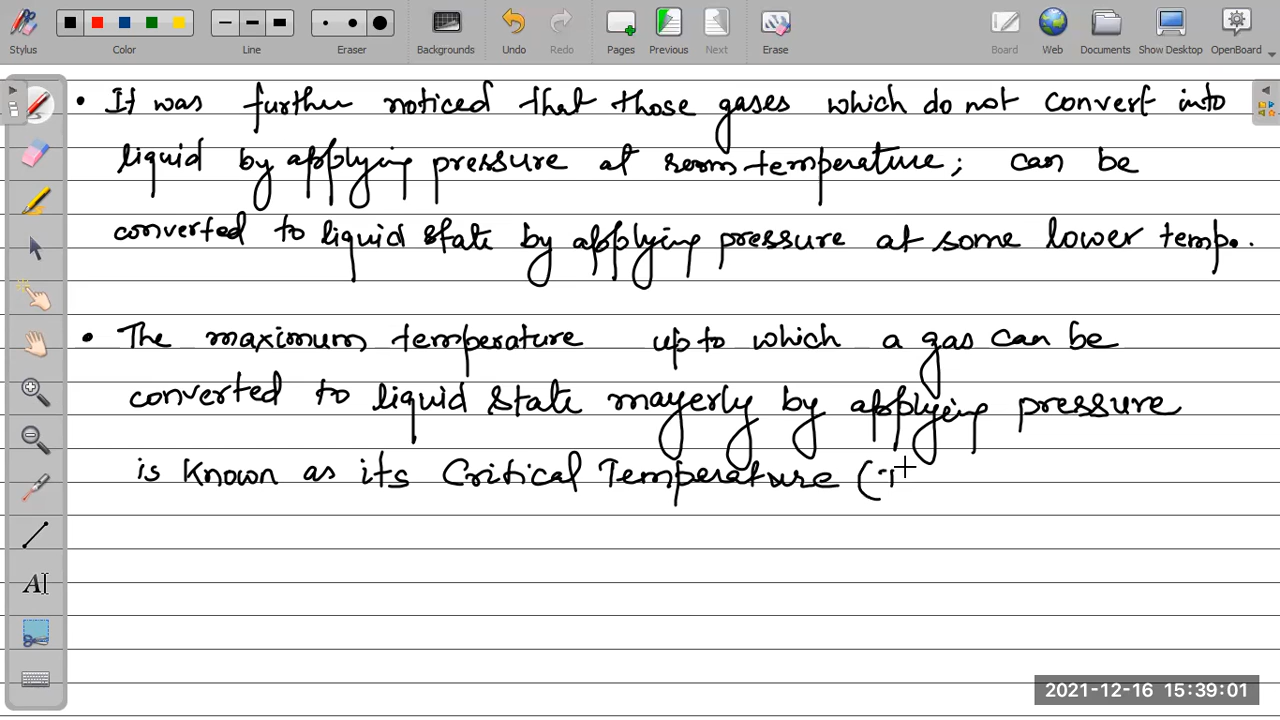 Stylus
Color
Line
Eraser
Backgrounds
Undo
Redo
Pages
Previous
Next
Erase
Board
Web
Documents
Show Desktop
OpenBoard
• It was further noticed that those gases which do not convert into
liquid by applying pressure at room temperature; can be
converted to liquid state by applying pressure at some lower temp.
• The maximum temperature up to which a gas can be
converted to liquid state mayerly by applying pressure
is known as its Critical Temperature (T
2021-12-16 15:39:01